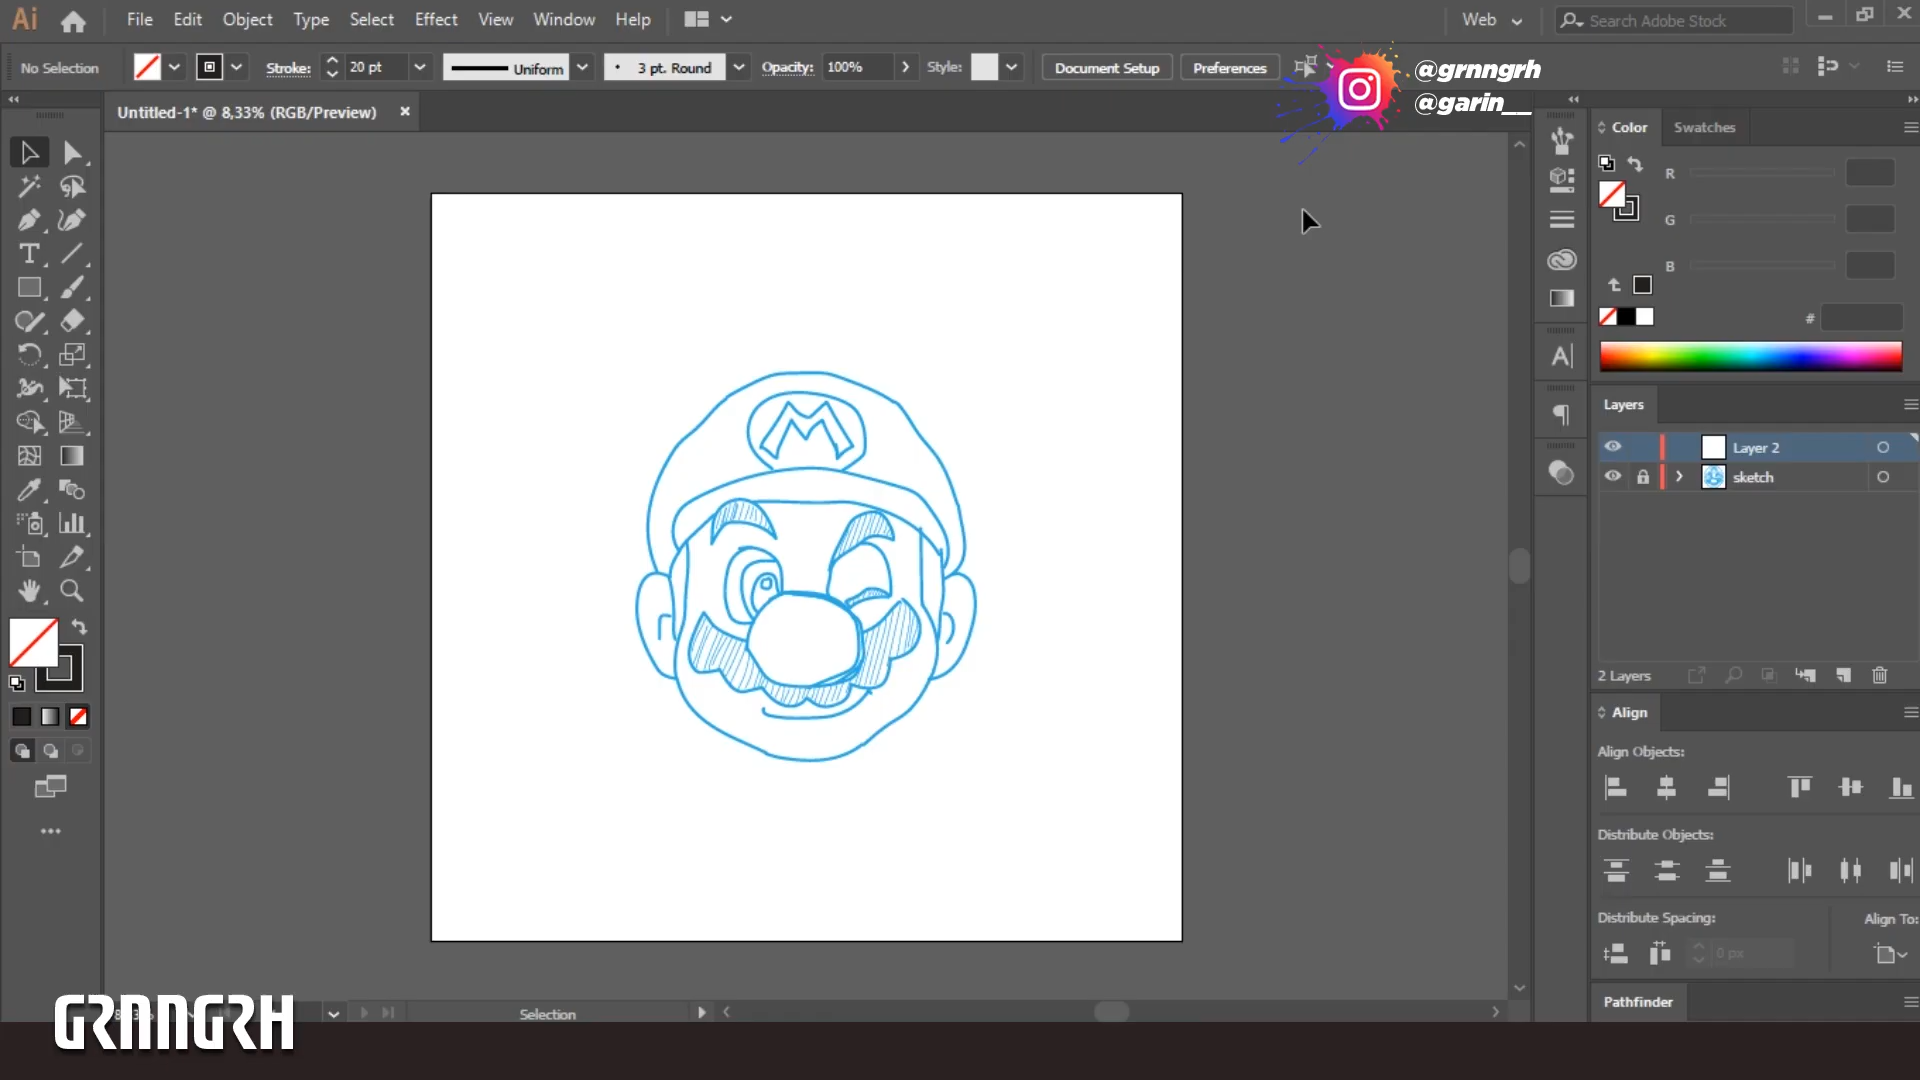 Ai File Edit Object Type Select Effect View Window Help Web Search Adobe Stock
No Selection Stroke: 20 pt Uniform 3 pt. Round Opacity: 100% Style: Document Setup Preferences
@grnngrh
@garin__
Untitled-1* @ 8,33% (RGB/Preview)
Color Swatches
R
G
B
#
M
Layers
Layer 2
sketch
2 Layers
Align
Align Objects:
Distribute Objects:
Distribute Spacing: Align To:
0 px
Pathfinder
Selection
GRNNGRH